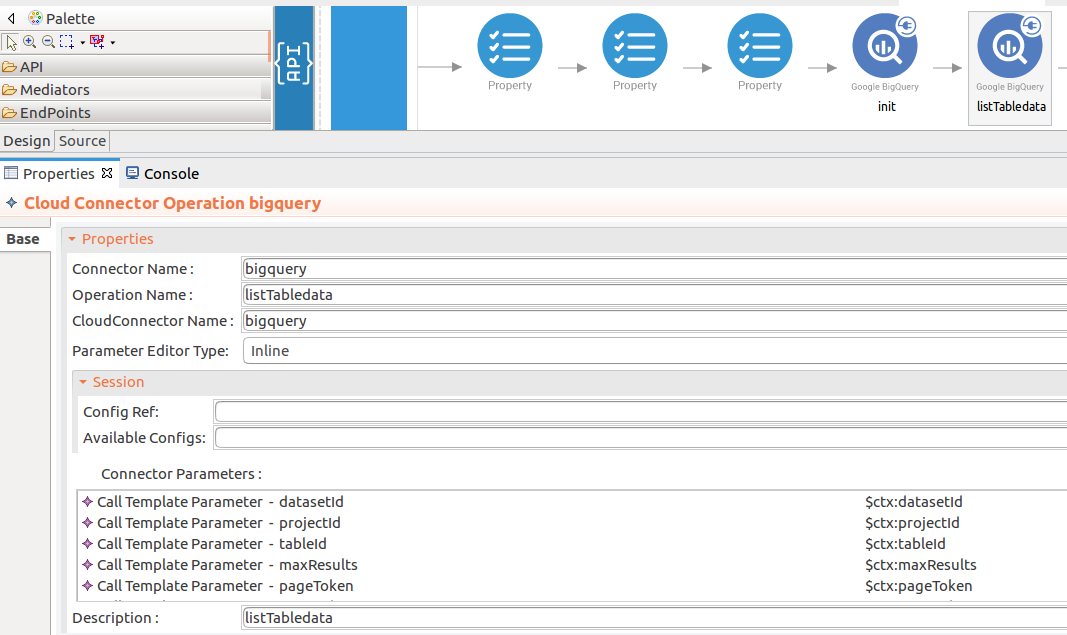 Palette
API
Mediators
EndPoints
{API}
Property
Property
Property
Google BigQuery
init
Google BigQuery
listTabledata
Design Source
Properties Console
Cloud Connector Operation bigquery
Base
Properties
Connector Name : bigquery
Operation Name : listTabledata
CloudConnector Name : bigquery
Parameter Editor Type: Inline
Session
Config Ref:
Available Configs:
Connector Parameters :
Call Template Parameter - datasetId $ctx:datasetId
Call Template Parameter - projectId $ctx:projectId
Call Template Parameter - tableId $ctx:tableId
Call Template Parameter - maxResults $ctx:maxResults
Call Template Parameter - pageToken $ctx:pageToken
Description : listTabledata